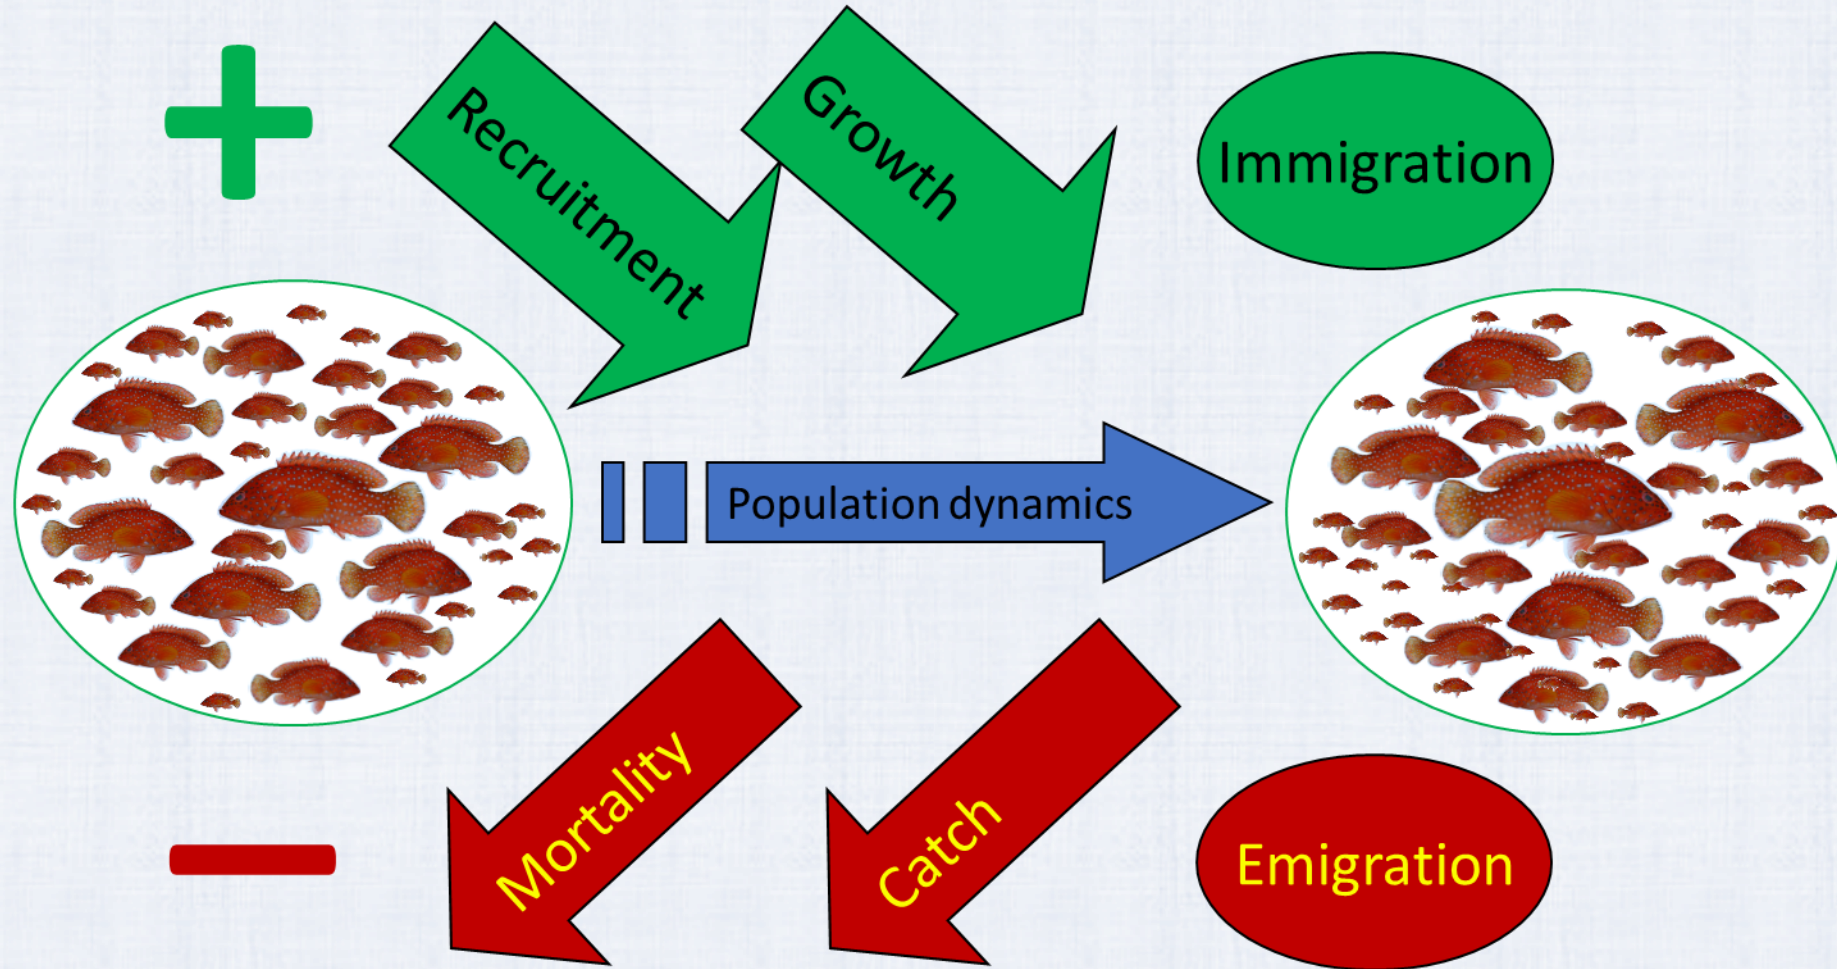 Recruitment
Growth
Immigration
Population dynamics
Mortality
Catch
Emigration